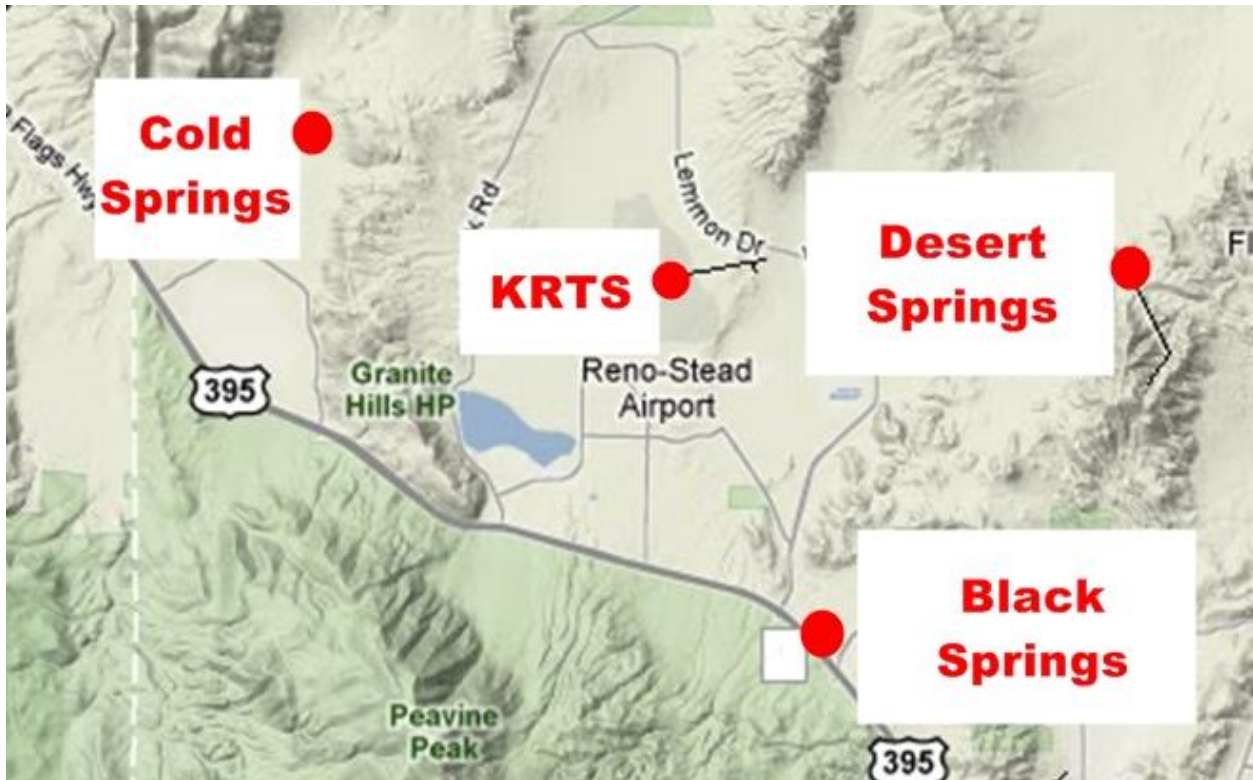 Cold
Springs
Flags Hwy
Rd
Lemmon Dr
KRTS
Desert
Springs
395
Granite
Hills HP
Reno-Stead
Airport
Black
Springs
Peavine
Peak
395